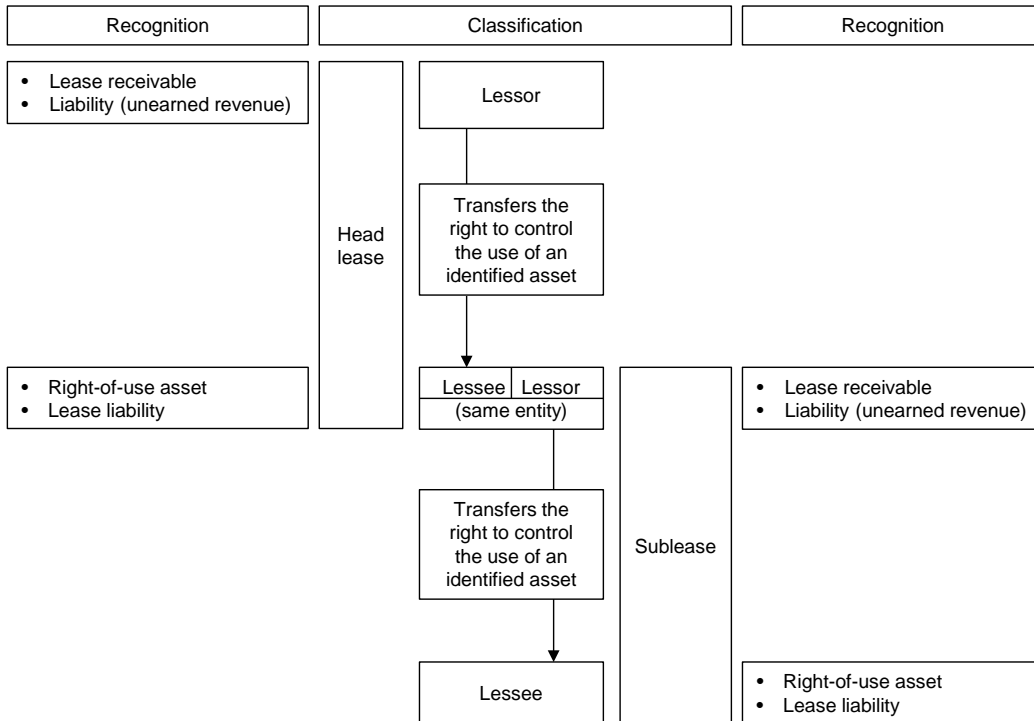 Recognition
Classification
Recognition
• Lease receivable
• Liability (unearned revenue)
Lessor
Transfers the
right to control
the use of an
identified asset
Head
lease
• Right-of-use asset
• Lease liability
Lessee Lessor
(same entity)
• Lease receivable
• Liability (unearned revenue)
Transfers the
right to control
the use of an
identified asset
Sublease
Lessee
• Right-of-use asset
• Lease liability